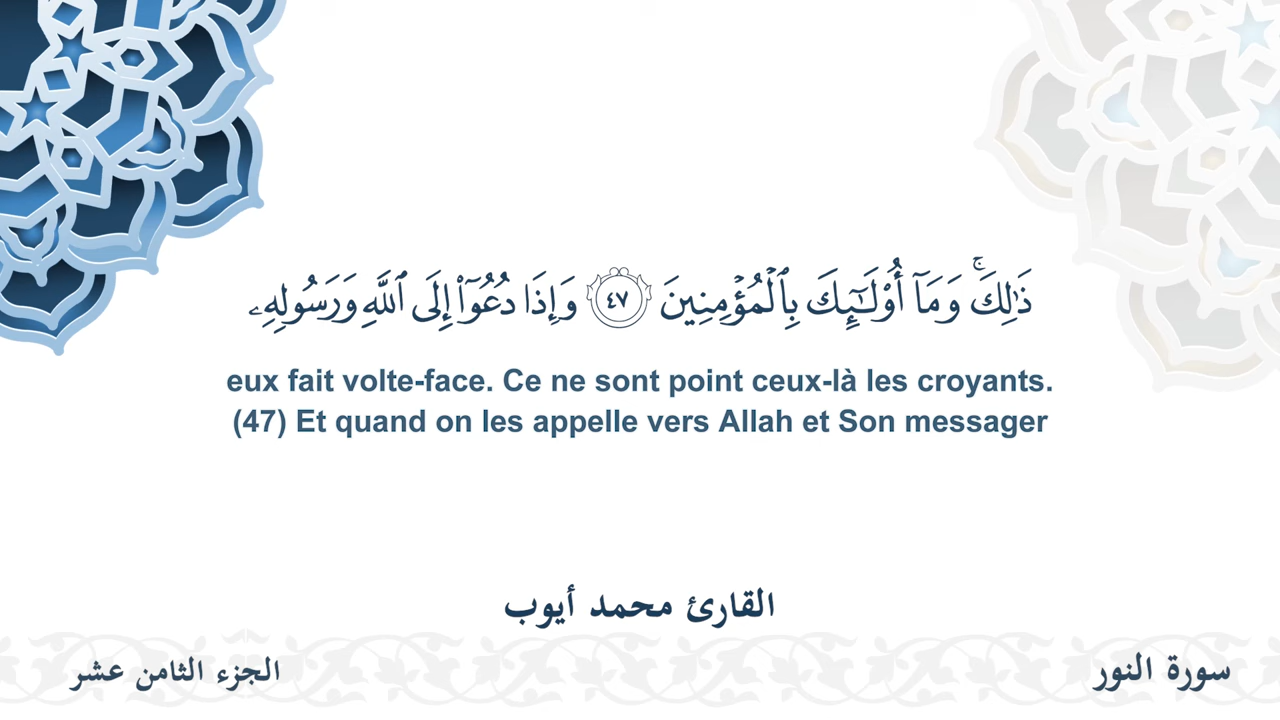 ذَٰلِكَۚ وَمَآ أُوْلَٰٓئِكَ بِٱلْمُؤْمِنِينَ ٤٧ وَإِذَا دُعُوٓاْ إِلَى ٱللَّهِ وَرَسُولِهِۦ
eux fait volte-face. Ce ne sont point ceux-là les croyants.
(47) Et quand on les appelle vers Allah et Son messager
القارئ محمد أيوب
سورة النور
الجزء الثامن عشر